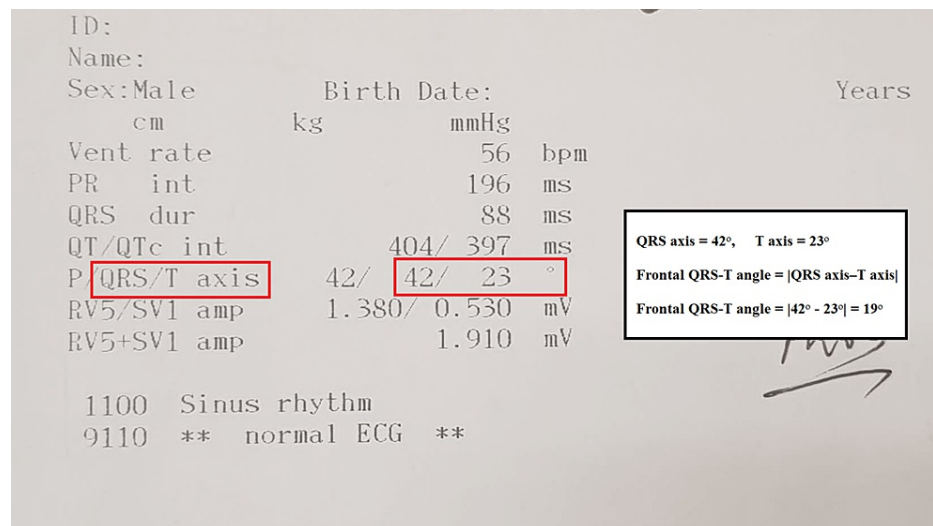 ID:
Name:
Sex:Male Birth Date: Years
cm kg mmHg
Vent rate 56 bpm
PR int 196 ms
QRS dur 88 ms
QT/QTc int 404/ 397 ms
P/QRS/T axis 42/ 42/ 23 °
RV5/SV1 amp 1.380/ 0.530 mV
RV5+SV1 amp 1.910 mV
1100 Sinus rhythm
9110 ** normal ECG **
QRS axis = 42°, T axis = 23°
Frontal QRS-T angle = |QRS axis–T axis|
Frontal QRS-T angle = |42° - 23°| = 19°